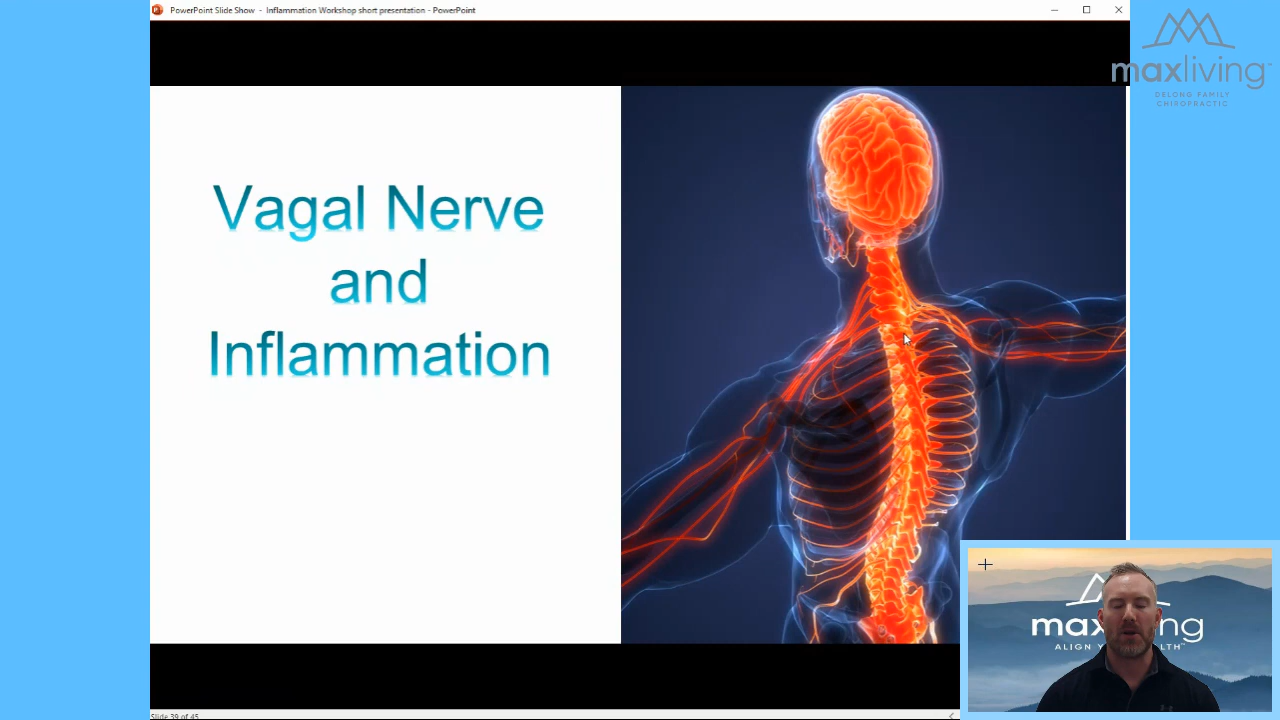 PowerPoint Slide Show - Inflammation Workshop short presentation - PowerPoint
maxliving
DELONG FAMILY
CHIROPRACTIC
Vagal Nerve
and
Inflammation
Slide 39 of 45